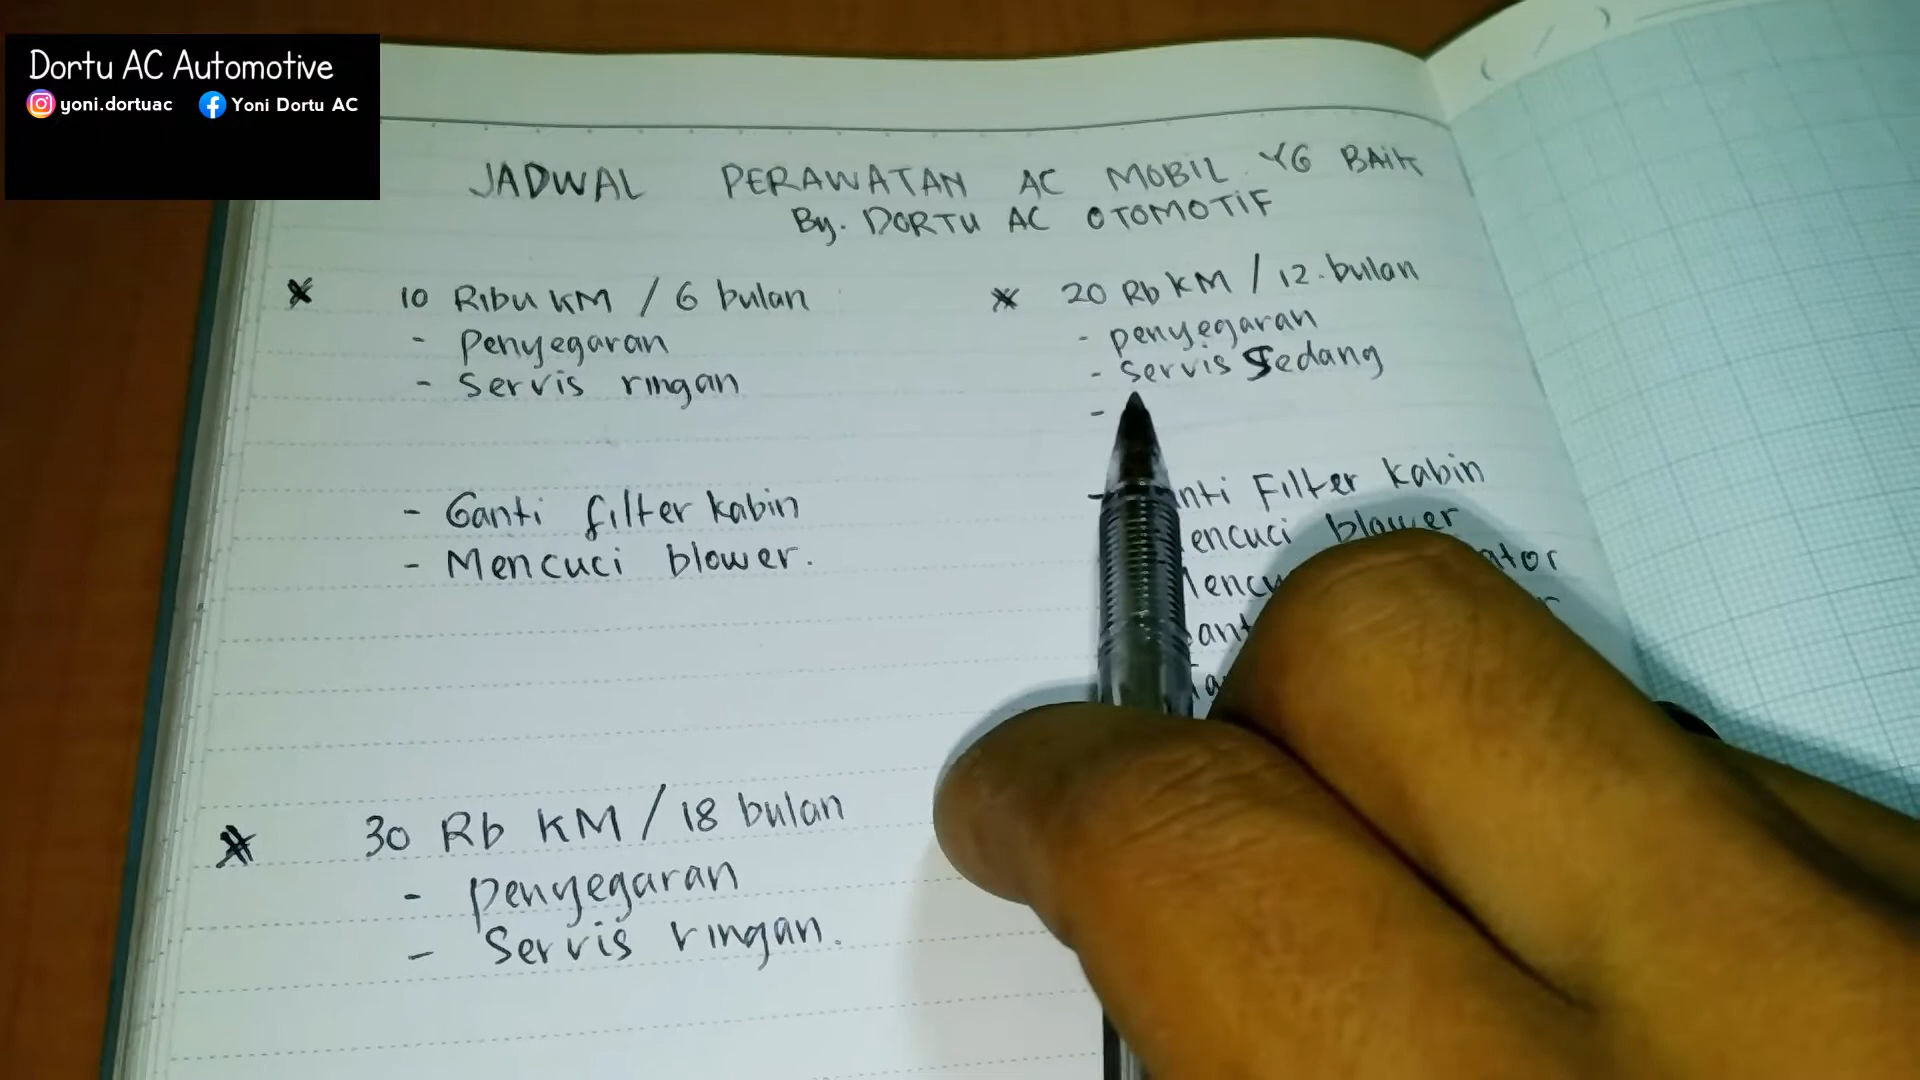 Dortu AC Automotive
yoni.dortuac Yoni Dortu AC
JADWAL PERAWATAN AC MOBIL YG BAIK
By. DORTU AC OTOMOTIF
10 Ribu KM / 6 bulan
- Penyegaran
- Servis ringan
- Ganti filter kabin
- Mencuci blower.
20 Rb KM / 12 bulan
- penyegaran
- Servis Sedang
-
Filter Kabin
blower
30 Rb KM / 18 bulan
- penyegaran
- Servis ringan.